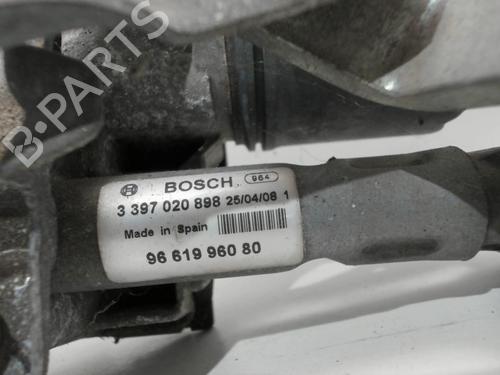 B-PARTS
BOSCH 964
3 397 020 898 25/04/08 1
Made in Spain
96 619 960 80